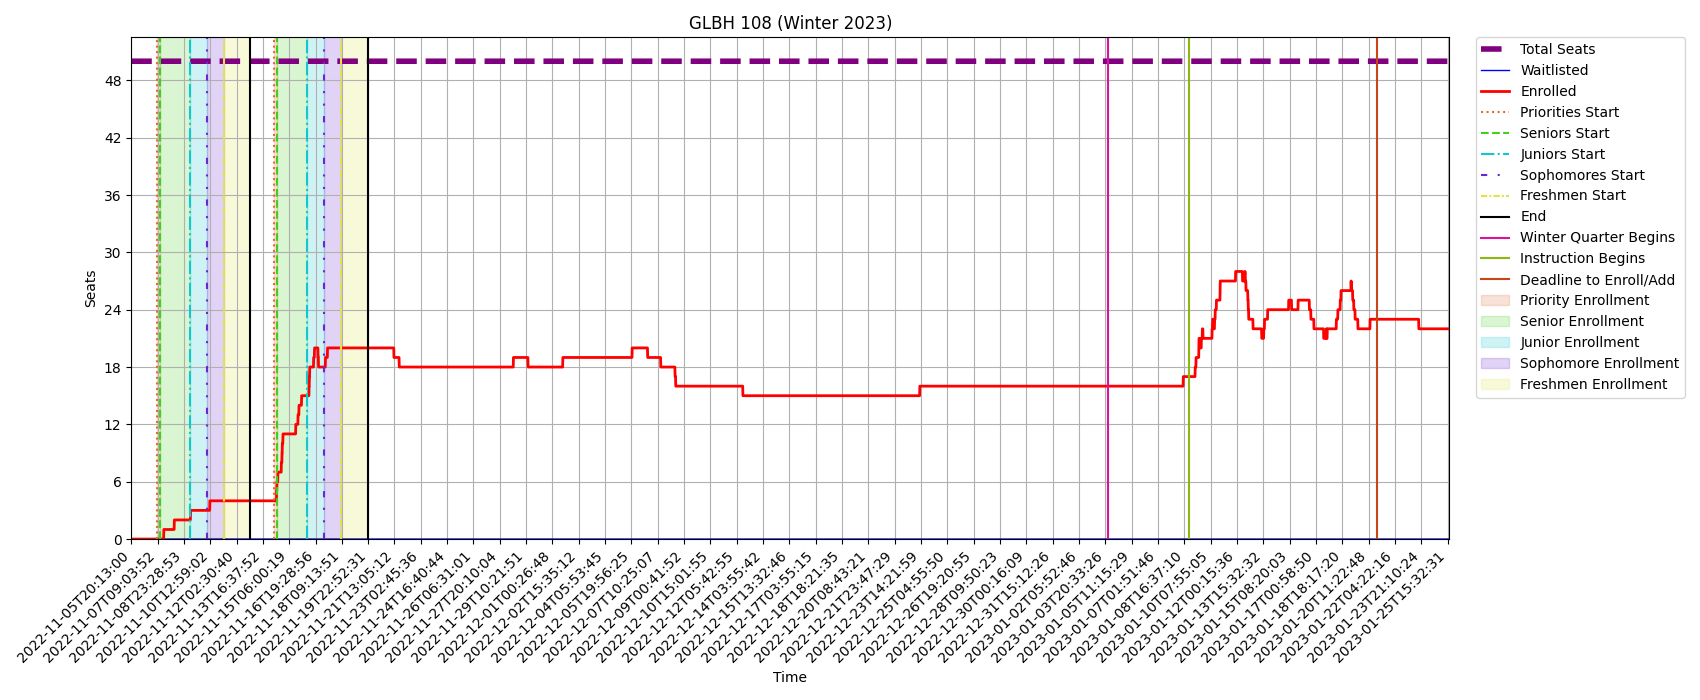 GLBH 108 (Winter 2023)
Total Seats
Waitlisted
Enrolled
Priorities Start
Seniors Start
Juniors Start
Sophomores Start
Freshmen Start
End
Winter Quarter Begins
Instruction Begins
Deadline to Enroll/Add
Priority Enrollment
Senior Enrollment
Junior Enrollment
Sophomore Enrollment
Freshmen Enrollment
Seats
48
42
36
30
24
18
12
6
0
2022-11-05T20:13:00
2022-11-07T09:03:52
2022-11-08T23:28:53
2022-11-10T12:59:02
2022-11-12T02:30:40
2022-11-13T16:37:52
2022-11-15T06:00:19
2022-11-16T19:28:56
2022-11-18T09:13:51
2022-11-19T22:52:31
2022-11-21T13:05:12
2022-11-23T02:45:36
2022-11-24T16:40:44
2022-11-26T06:31:01
2022-11-27T20:10:04
2022-11-29T10:21:51
2022-12-01T00:26:48
2022-12-02T15:35:12
2022-12-04T05:53:45
2022-12-05T19:56:25
2022-12-07T10:25:07
2022-12-09T00:41:52
2022-12-10T15:01:55
2022-12-12T05:42:55
2022-12-14T03:55:42
2022-12-15T13:32:46
2022-12-17T03:55:15
2022-12-18T18:21:35
2022-12-20T08:43:21
2022-12-21T23:47:29
2022-12-23T14:21:59
2022-12-25T04:55:50
2022-12-26T19:20:55
2022-12-28T09:50:23
2022-12-30T00:16:09
2022-12-31T15:12:26
2023-01-02T05:52:46
2023-01-03T20:33:26
2023-01-05T11:15:29
2023-01-07T01:51:46
2023-01-08T16:37:10
2023-01-10T07:55:05
2023-01-12T00:15:36
2023-01-13T15:32:32
2023-01-15T08:20:03
2023-01-17T00:58:50
2023-01-18T18:17:20
2023-01-20T11:22:48
2023-01-22T04:22:16
2023-01-23T21:10:24
2023-01-25T15:32:31
Time